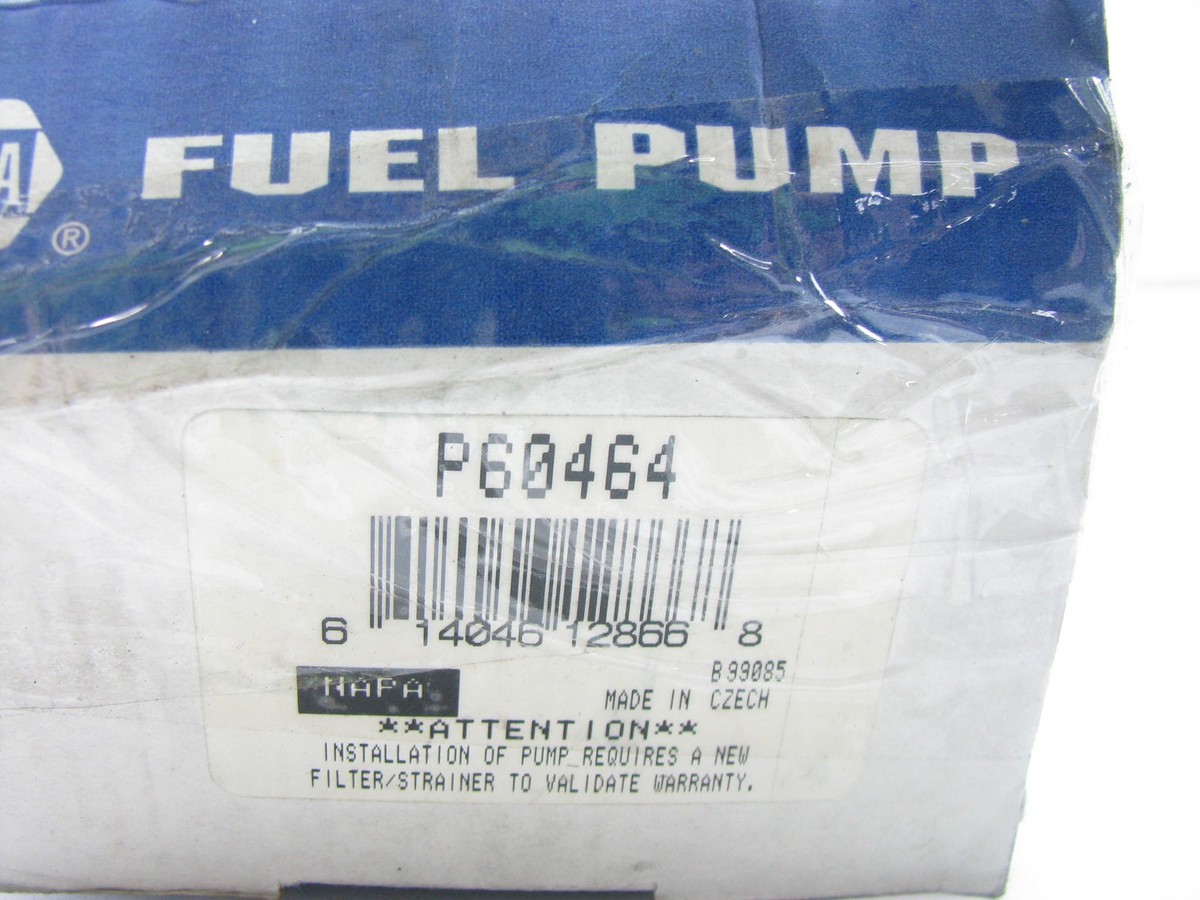 A ®
FUEL PUMP
P60464
6 14046 12866 8
B99085
NAPA
MADE IN CZECH
**ATTENTION**
INSTALLATION OF PUMP REQUIRES A NEW
FILTER/STRAINER TO VALIDATE WARRANTY.